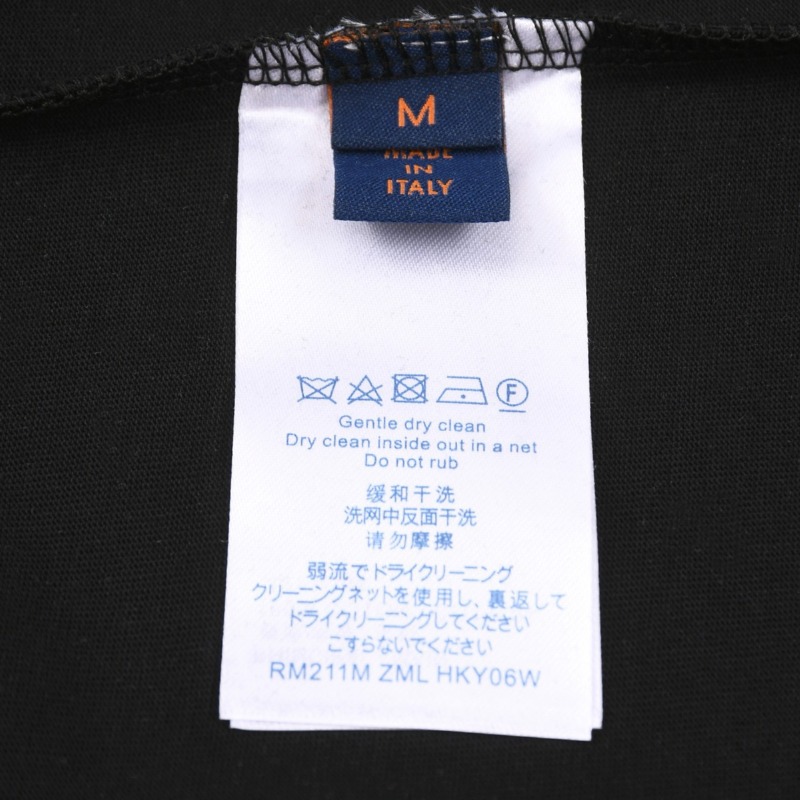 M
MADE
IN
ITALY
F
Gentle dry clean
Dry clean inside out in a net
Do not rub
缓和干洗
洗网中反面干洗
请勿摩擦
弱流でドライクリーニング
クリーニングネットを使用し、裏返して
ドライクリーニングしてください
こすらないでください
RM211M ZML HKY06W